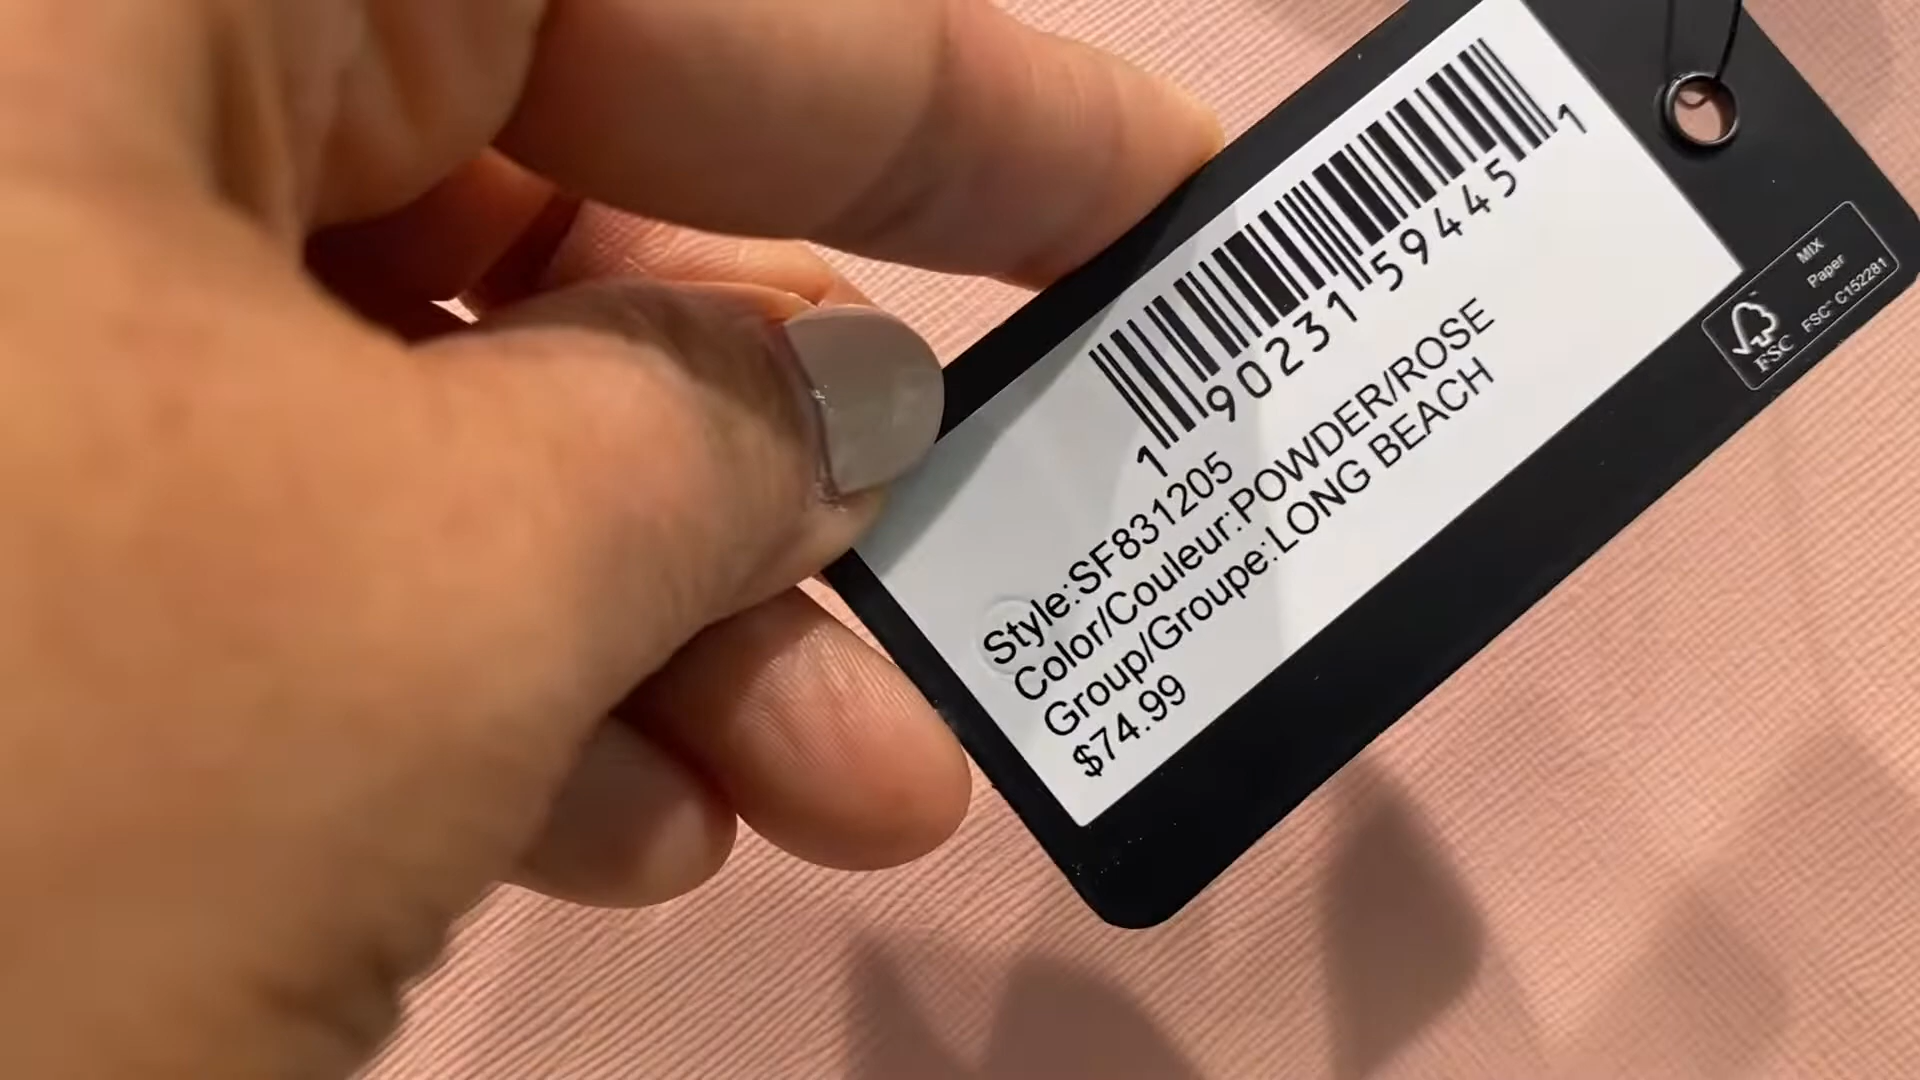 1 90231 59445 1
Style:SF831205
Color/Couleur:POWDER/ROSE
Group/Groupe:LONG BEACH
$74.99
MIX
Paper
FSC™ C152281
FSC